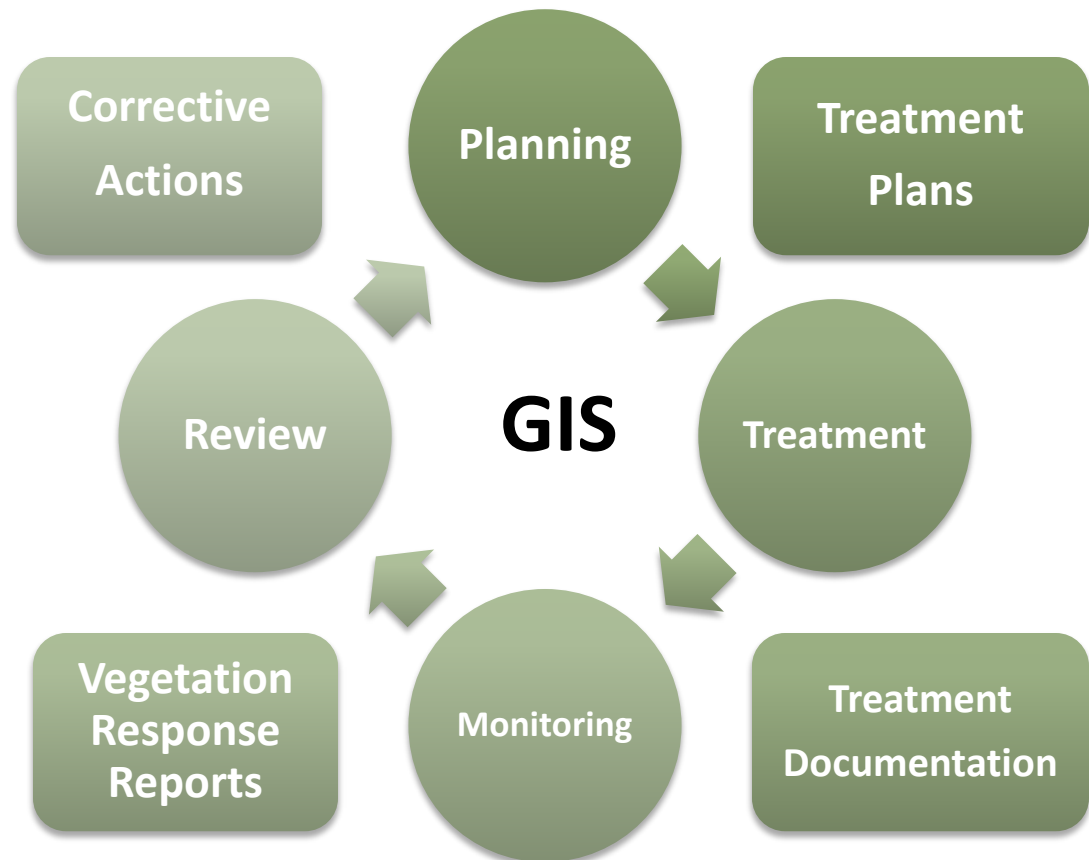 Corrective
Actions
Planning
Treatment
Plans
Review
GIS
Treatment
Vegetation
Response
Reports
Monitoring
Treatment
Documentation